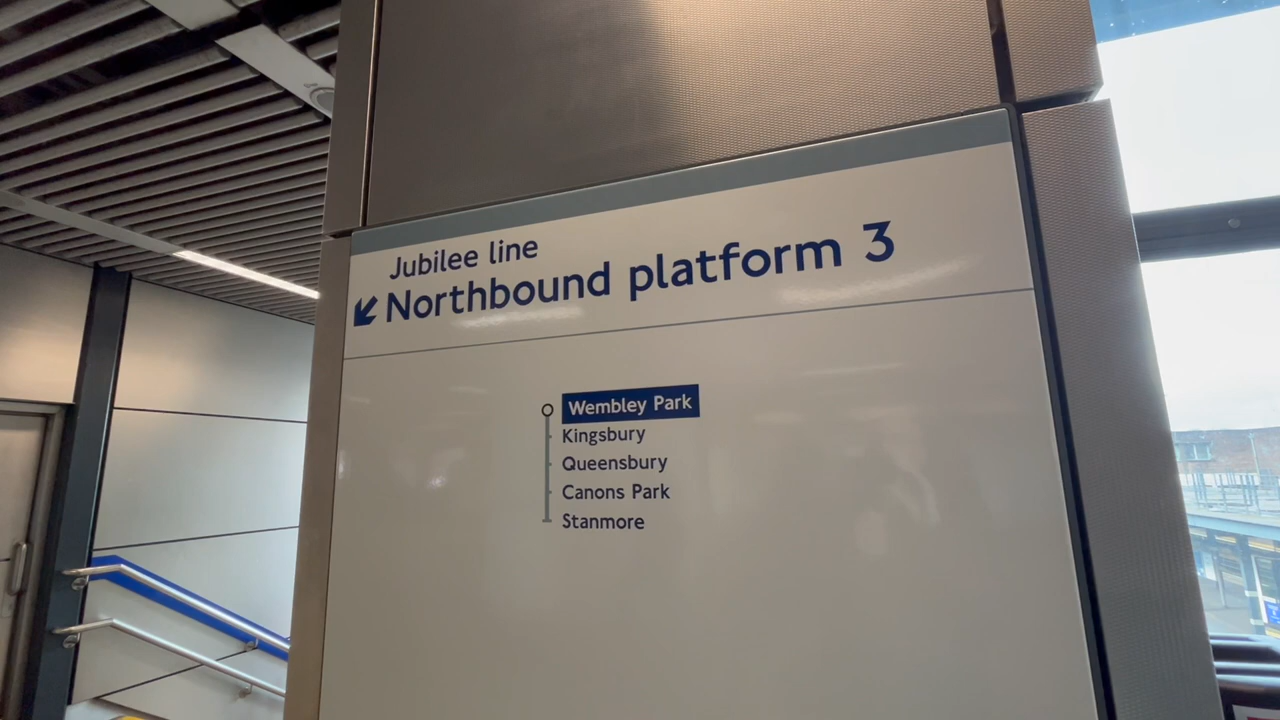 Jubilee line
Northbound platform 3
Wembley Park
Kingsbury
Queensbury
Canons Park
Stanmore